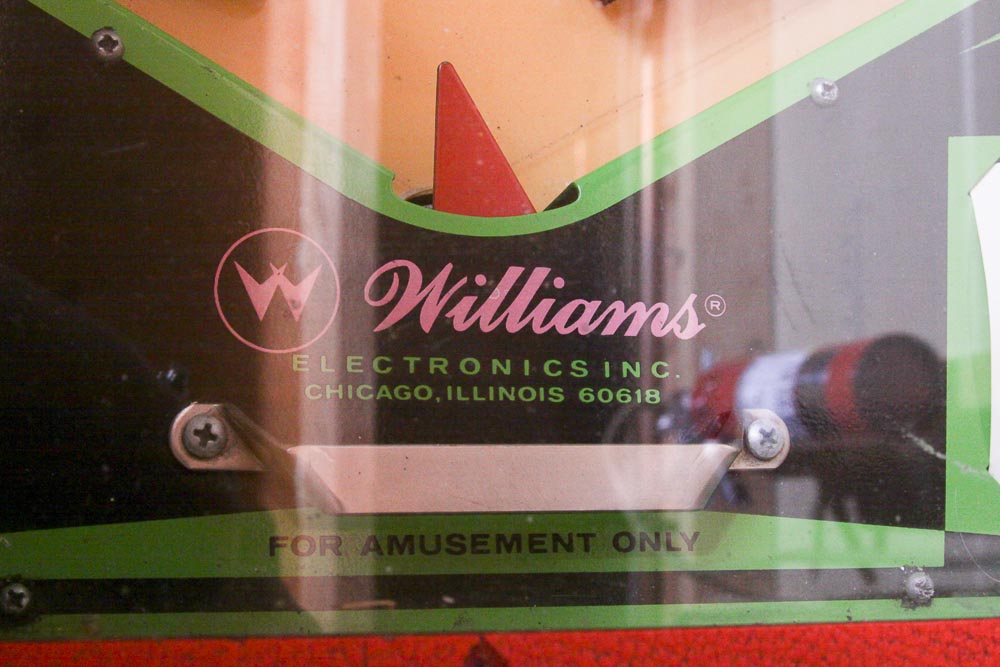 W Williams®
ELECTRONICS INC.
CHICAGO, ILLINOIS 60618
FOR AMUSEMENT ONLY